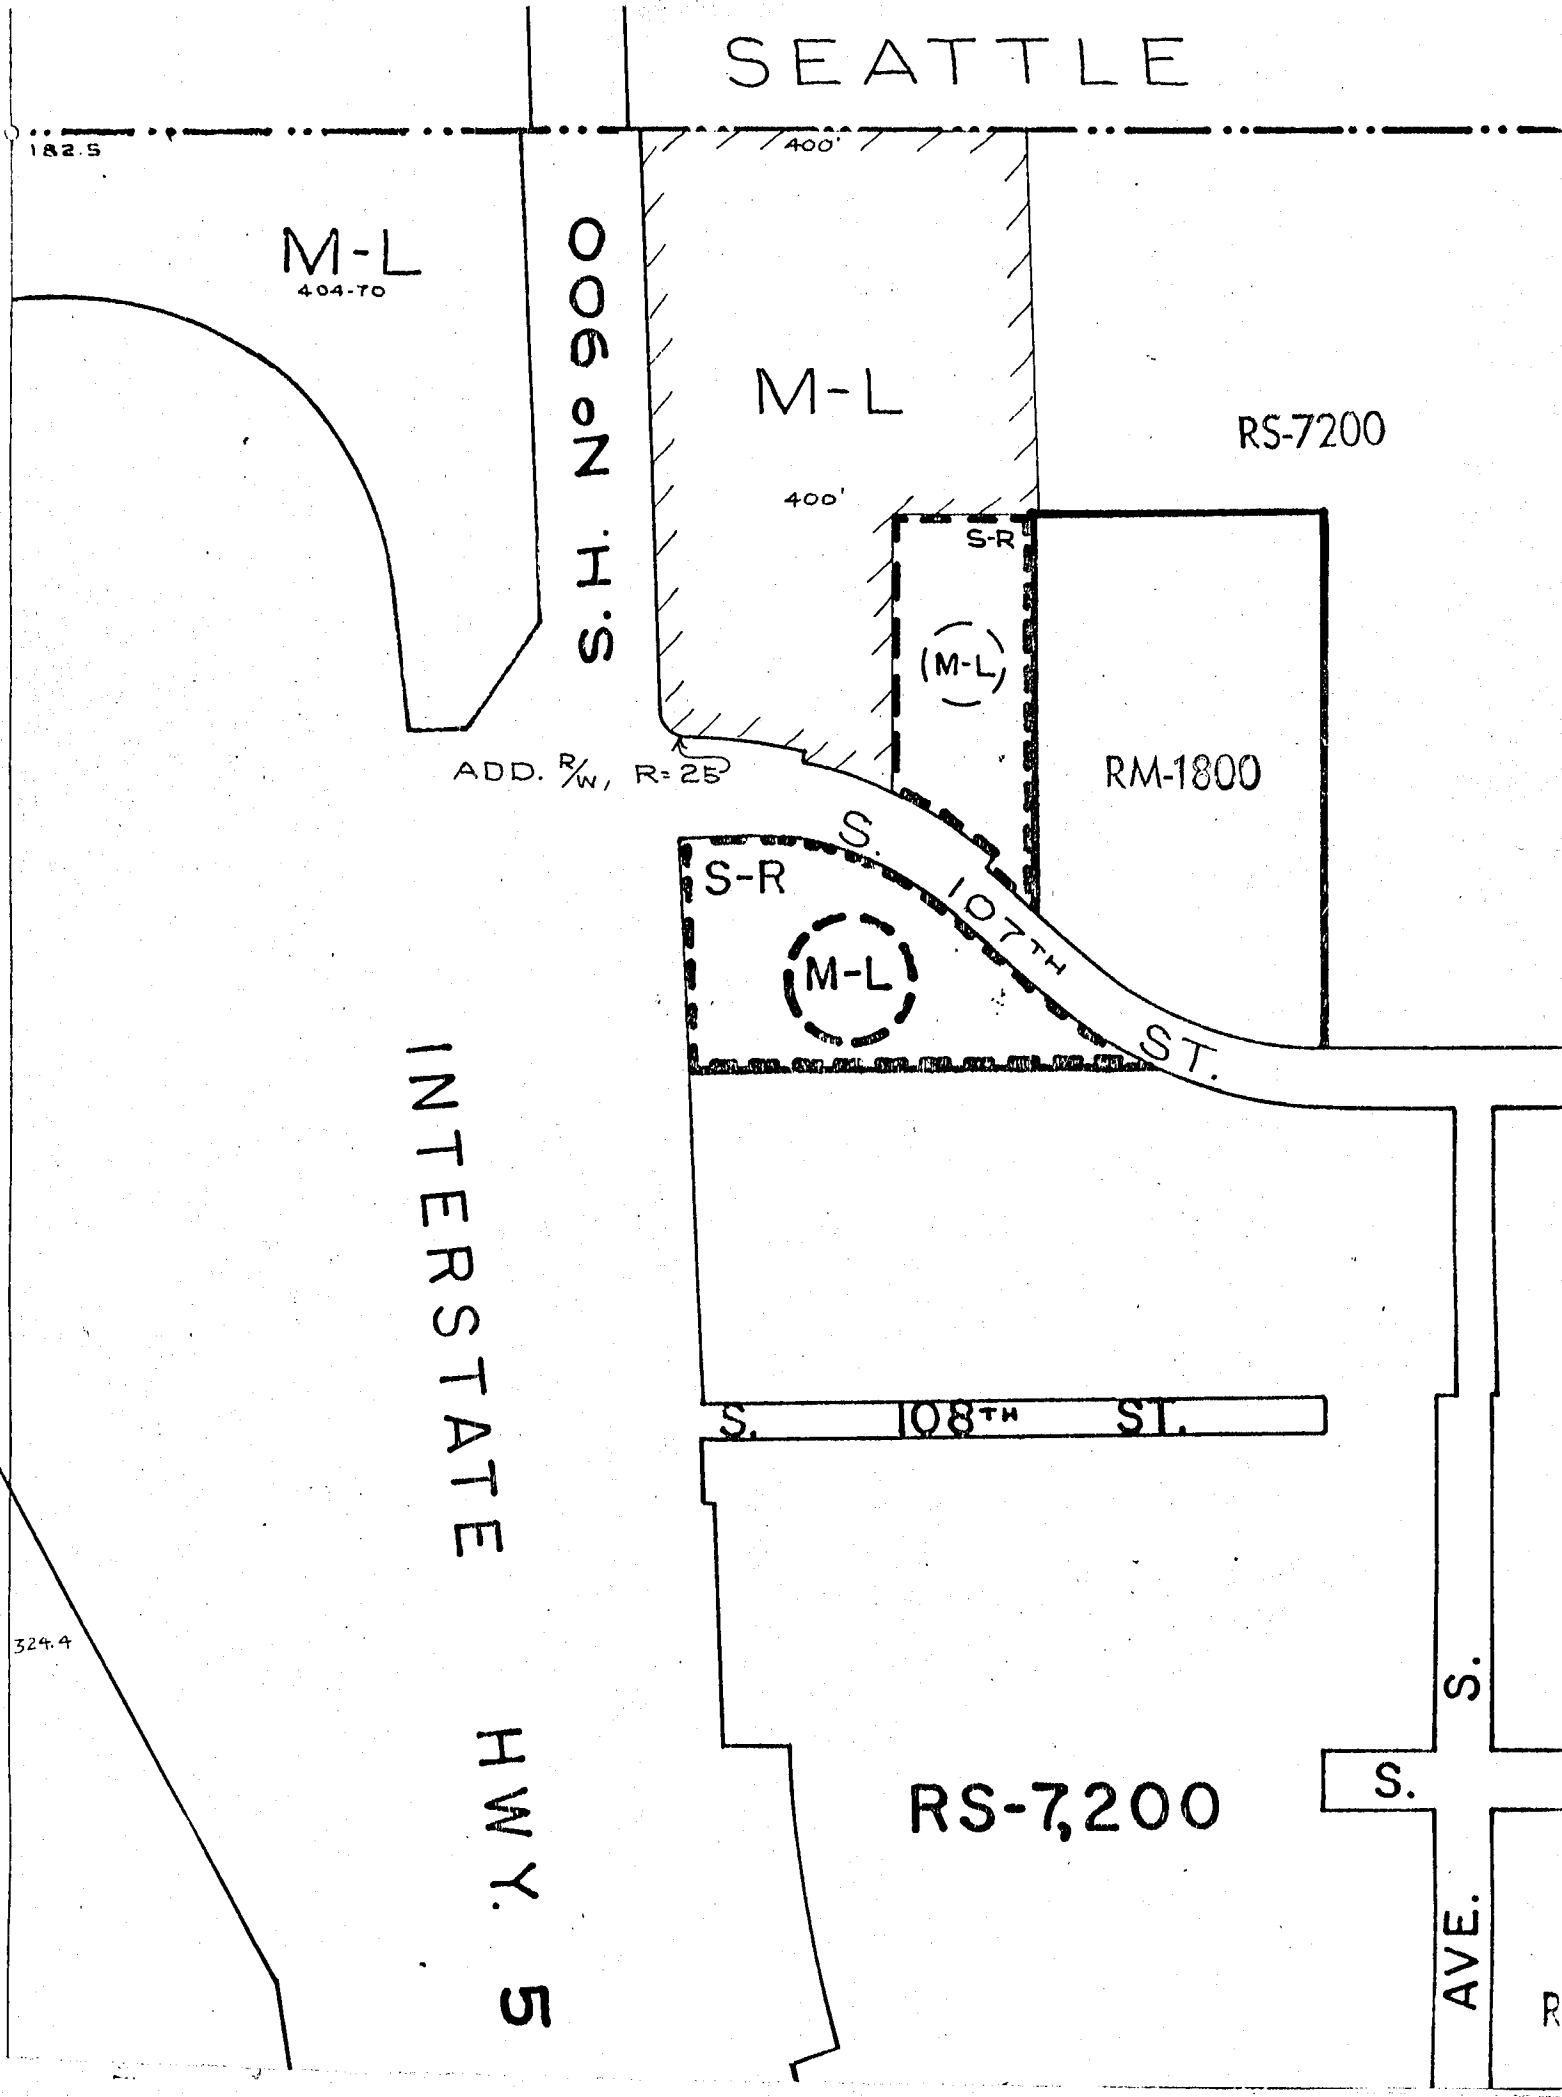 SEATTLE
182.5
400'
M-L
404-70
S.H. No 900
M-L
RS-7200
400'
S-R
(M-L)
ADD. R/W, R=25
RM-1800
S. 107TH ST.
S-R
M-L
INTERSTATE HWY. 5
S. 108TH ST.
324.4
RS-7,200
S.
AVE. S.
R